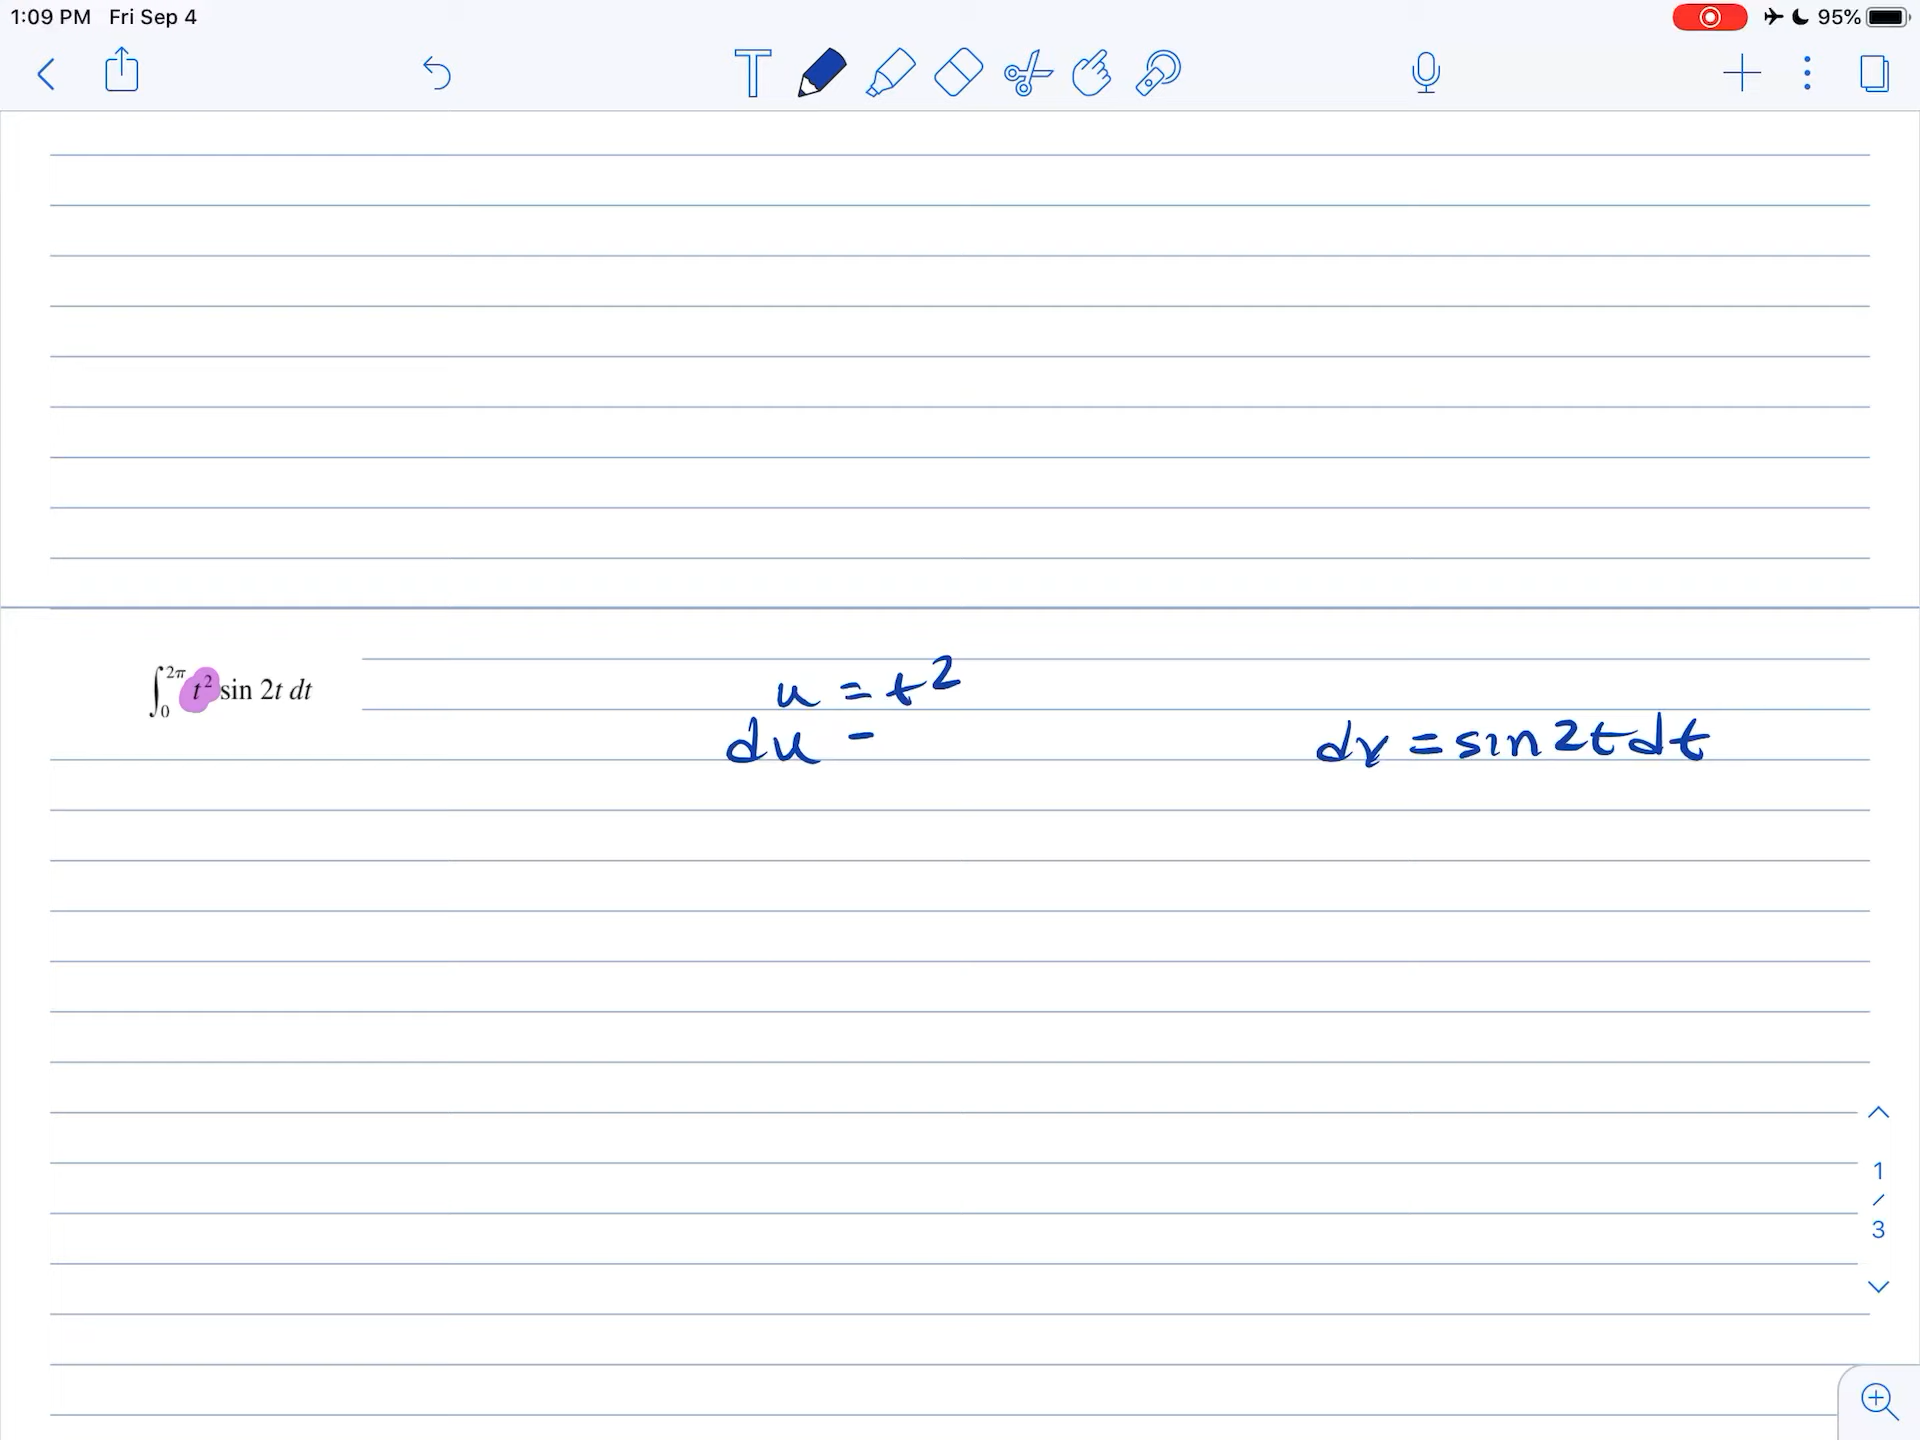 1:09 PM Fri Sep 4 95%
T
∫₀^{2π} t² sin 2t dt
u = t²
du = dv = sin 2t dt
1
/
3